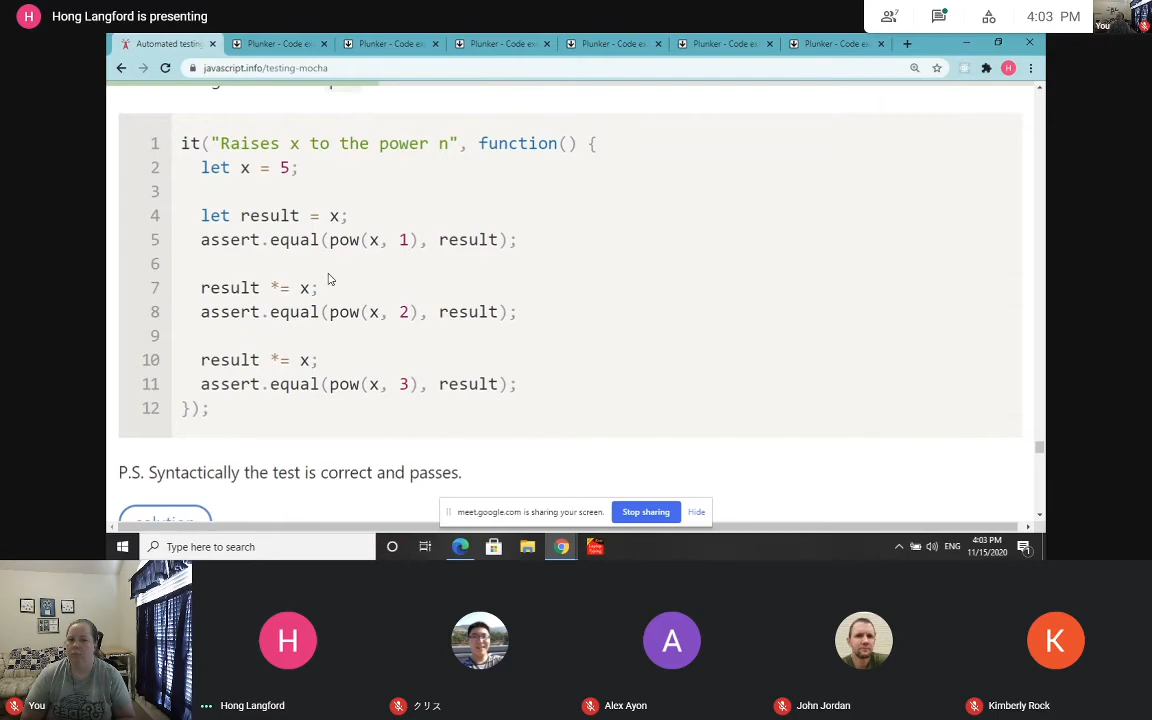 H Hong Langford is presenting
7
4:03 PM
You
Automated testing
Plunker - Code ex
Plunker - Code ex
Plunker - Code ex
Plunker - Code ex
Plunker - Code ex
Plunker - Code ex
javascript.info/testing-mocha
H
1 it("Raises x to the power n", function() {
2 let x = 5;
3
4 let result = x;
5 assert.equal(pow(x, 1), result);
6
7 result *= x;
8 assert.equal(pow(x, 2), result);
9
10 result *= x;
11 assert.equal(pow(x, 3), result);
12 });
P.S. Syntactically the test is correct and passes.
solution
meet.google.com is sharing your screen.
Stop sharing
Hide
Type here to search
ENG
4:03 PM
11/15/2020
1
H
A
K
You
Hong Langford
クリス
Alex Ayon
John Jordan
Kimberly Rock